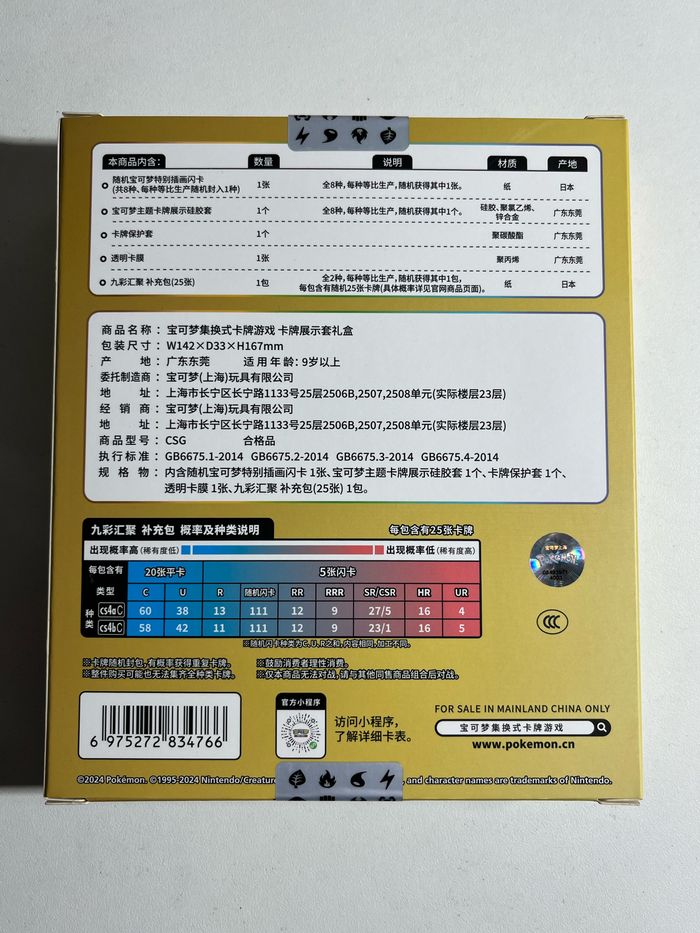 本商品内含: 数量 说明 材质 产地
随机宝可梦特别插画闪卡
(共8种、每种等比生产随机封入1种) 1张 全8种,每种等比生产,随机获得其中1张。 纸 日本
宝可梦主题卡牌展示硅胶套 1个 全8种,每种等比生产,随机获得其中1个。 硅胶、聚氯乙烯、 广东东莞
锌合金
卡牌保护套 1个 聚碳酸酯 广东东莞
透明卡膜 1张 聚丙烯 广东东莞
九彩汇聚 补充包(25张) 1包 全2种,每种等比生产,随机获得其中1包, 纸 日本
每包含有随机25张卡牌(具体概率详见官网商品页面)。
商品名称: 宝可梦集换式卡牌游戏 卡牌展示套礼盒
包装尺寸: W142×D33×H167mm
产 地: 广东东莞 适用年龄: 9岁以上
委托制造商: 宝可梦(上海)玩具有限公司
地 址: 上海市长宁区长宁路1133号25层2506B,2507,2508单元(实际楼层23层)
经 销 商: 宝可梦(上海)玩具有限公司
地 址: 上海市长宁区长宁路1133号25层2506B,2507,2508单元(实际楼层23层)
商品型号: CSG 合格品
执行标准: GB6675.1-2014 GB6675.2-2014 GB6675.3-2014 GB6675.4-2014
规 格 物: 内含随机宝可梦特别插画闪卡 1张、宝可梦主题卡牌展示硅胶套 1个、卡牌保护套 1个、
透明卡膜 1张、九彩汇聚 补充包(25张) 1包。
九彩汇聚 补充包 概率及种类说明 每包含有25张卡牌
出现概率高(稀有度低) 出现概率低(稀有度高)
每包含有 20张平卡 5张闪卡
类型 C U R 随机闪卡 RR RRR SR/CSR HR UR
种类 cs4aC 60 38 13 111 12 9 27/5 16 4
cs4bC 58 42 11 111 12 9 23/1 16 5
※随机闪卡种类为C、U、R之和,内容相同,加工不同。
※卡牌随机封包,有概率获得重复卡牌。 ※鼓励消费者理性消费。
※整件购买可能也无法集齐全种类卡牌。 ※仅本商品无法对战,请与其他同售商品组合后对战。
宝可梦上海
POKÉMON
CCC
6 975272 834766
官方小程序
访问小程序,
了解详细卡表。
FOR SALE IN MAINLAND CHINA ONLY
宝可梦集换式卡牌游戏
www.pokemon.cn
©2024 Pokémon. ©1995-2024 Nintendo/Creature , and character names are trademarks of Nintendo.